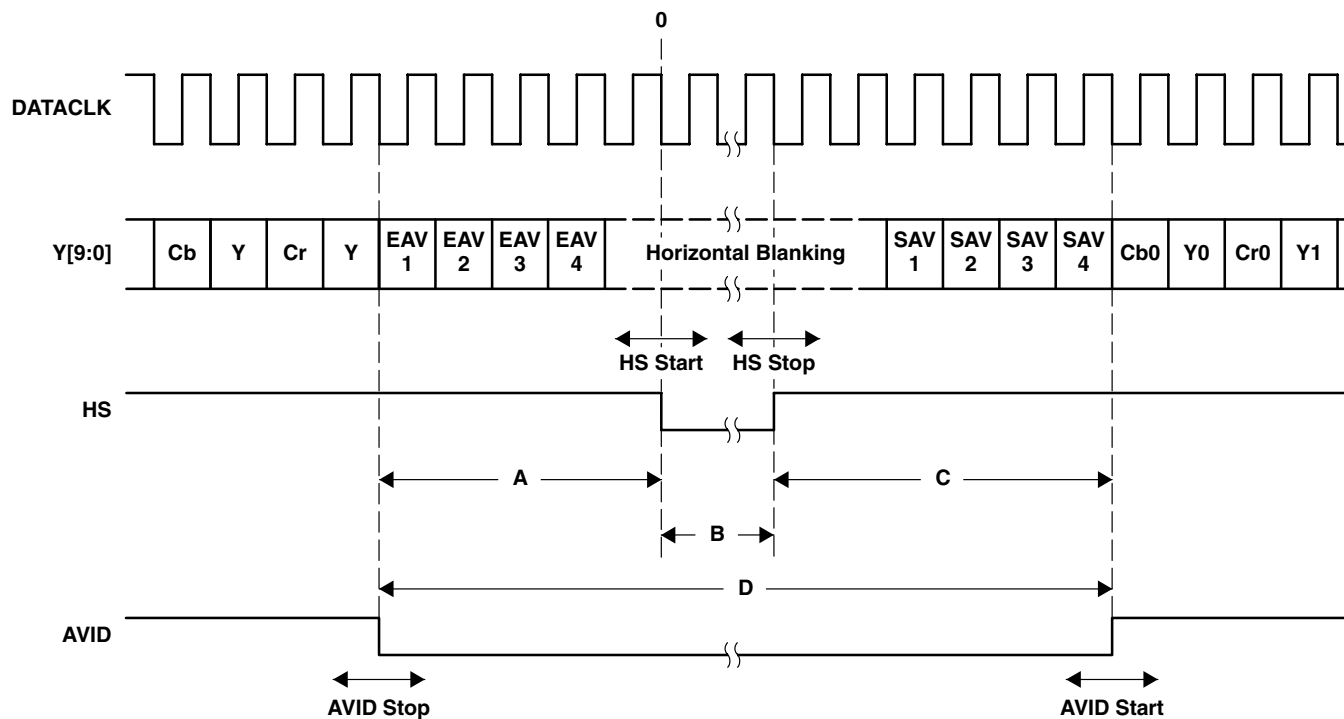 0
DATACLK
Y[9:0]
Cb
Y
Cr
Y
EAV
1
EAV
2
EAV
3
EAV
4
Horizontal Blanking
SAV
1
SAV
2
SAV
3
SAV
4
Cb0
Y0
Cr0
Y1
HS Start
HS Stop
HS
A
C
B
D
AVID
AVID Stop
AVID Start